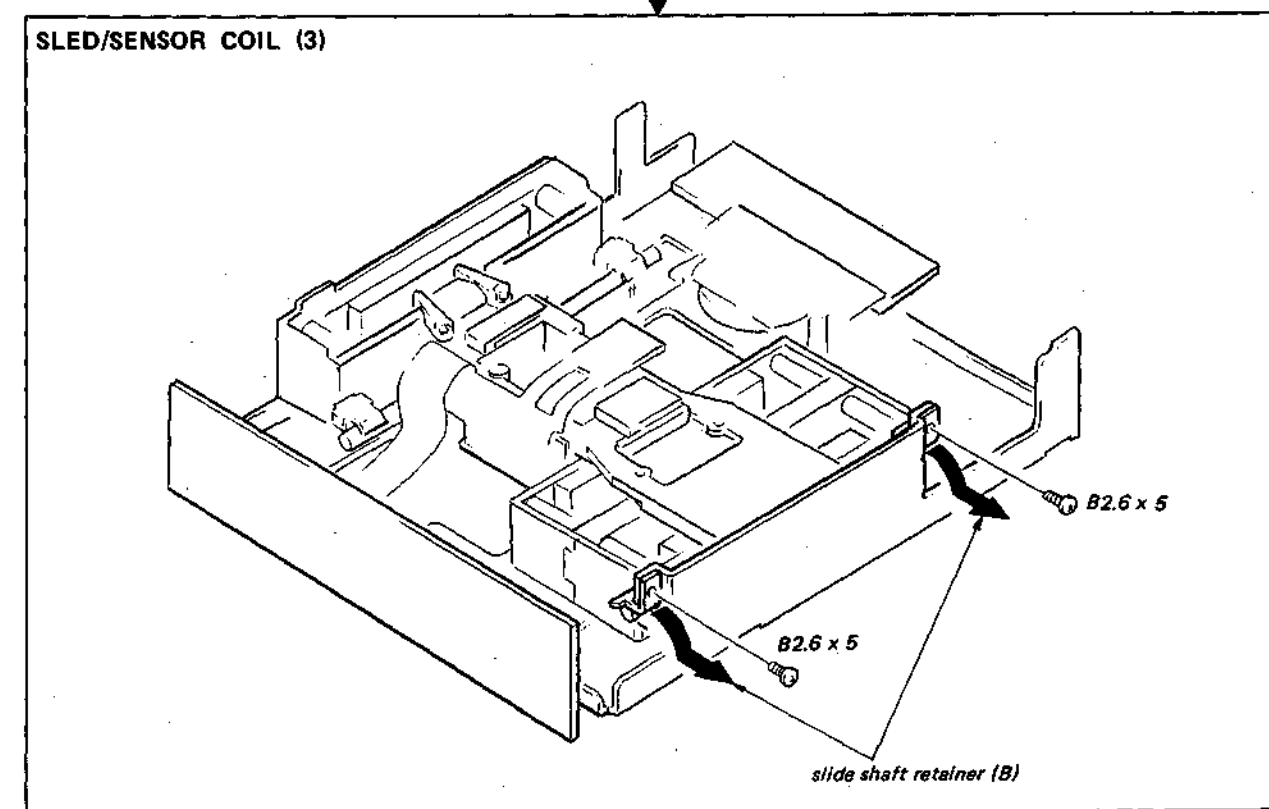 SLED/SENSOR COIL (3)
B2.6 x 5
B2.6 x 5
slide shaft retainer (B)